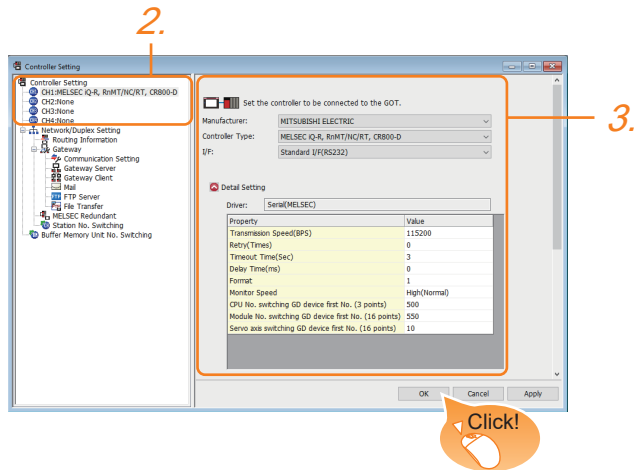 2.
Controller Setting
Controller Setting
CH1:MELSEC iQ-R, RnMT/NC/RT, CR800-D
CH2:None
CH3:None
CH4:None
Network/Duplex Setting
Routing Information
Gateway
Communication Setting
Gateway Server
Gateway Client
Mail
FTP Server
File Transfer
MELSEC Redundant
Station No. Switching
Buffer Memory Unit No. Switching
Set the controller to be connected to the GOT.
Manufacturer: MITSUBISHI ELECTRIC
Controller Type: MELSEC iQ-R, RnMT/NC/RT, CR800-D
I/F: Standard I/F(RS232)
3.
Detail Setting
Driver: Serial(MELSEC)
Property Value
Transmission Speed(BPS) 115200
Retry(Times) 0
Timeout Time(Sec) 3
Delay Time(ms) 0
Format 1
Monitor Speed High(Normal)
CPU No. switching GD device first No. (3 points) 500
Module No. switching GD device first No. (16 points) 550
Servo axis switching GD device first No. (16 points) 10
OK Cancel Apply
Click!